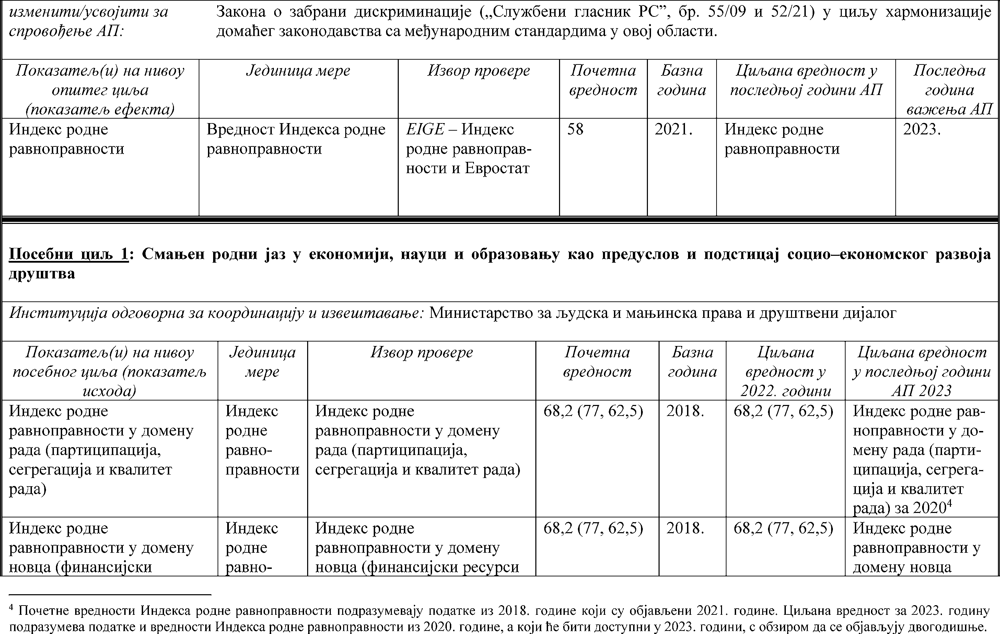 изменити/усвојити за
спровођење АП:
Закона о забрани дискриминације („Службени гласник РС”, бр. 55/09 и 52/21) у циљу хармонизације
домаћег законодавства са међународним стандардима у овој области.
Показатељ(и) на нивоу
општег циља
(показатељ ефекта)
Јединица мере
Извор провере
Почетна
вредност
Базна
година
Циљана вредност у
последњој години АП
Последња
година
важења АП
Индекс родне
равноправности
Вредност Индекса родне
равноправности
EIGE – Индекс
родне равноправ-
ности и Евростат
58
2021.
Индекс родне
равноправности
2023.
Посебни циљ 1: Смањен родни јаз у економији, науци и образовању као предуслов и подстицај социо–економског развоја
друштва
Институција одговорна за координацију и извештавање: Министарство за људска и мањинска права и друштвени дијалог
Показатељ(и) на нивоу
посебног циља (показатељ
исхода)
Јединица
мере
Извор провере
Почетна
вредност
Базна
година
Циљана
вредност у
2022. години
Циљана вредност
у последњој години
АП 2023
Индекс родне
равноправности у домену
рада (партиципација,
сегрегација и квалитет
рада)
Индекс
родне
равно-
правности
Индекс родне
равноправности у домену
рада (партиципација,
сегрегација и квалитет рада)
68,2 (77, 62,5)
2018.
68,2 (77, 62,5)
Индекс родне рав-
ноправности у до-
мену рада (парти-
ципација, сегрега-
ција и квалитет
рада) за 2020⁴
Индекс родне
равноправности у домену
новца (финансијски
Индекс
родне
равно-
Индекс родне
равноправности у домену
новца (финансијски ресурси
68,2 (77, 62,5)
2018.
68,2 (77, 62,5)
Индекс родне
равноправности у
домену новца
⁴ Почетне вредности Индекса родне равноправности подразумевају податке из 2018. године који су објављени 2021. године. Циљана вредност за 2023. годину
подразумева податке и вредности Индекса родне равноправности из 2020. године, а који ће бити доступни у 2023. години, с обзиром да се објављују двогодишње.